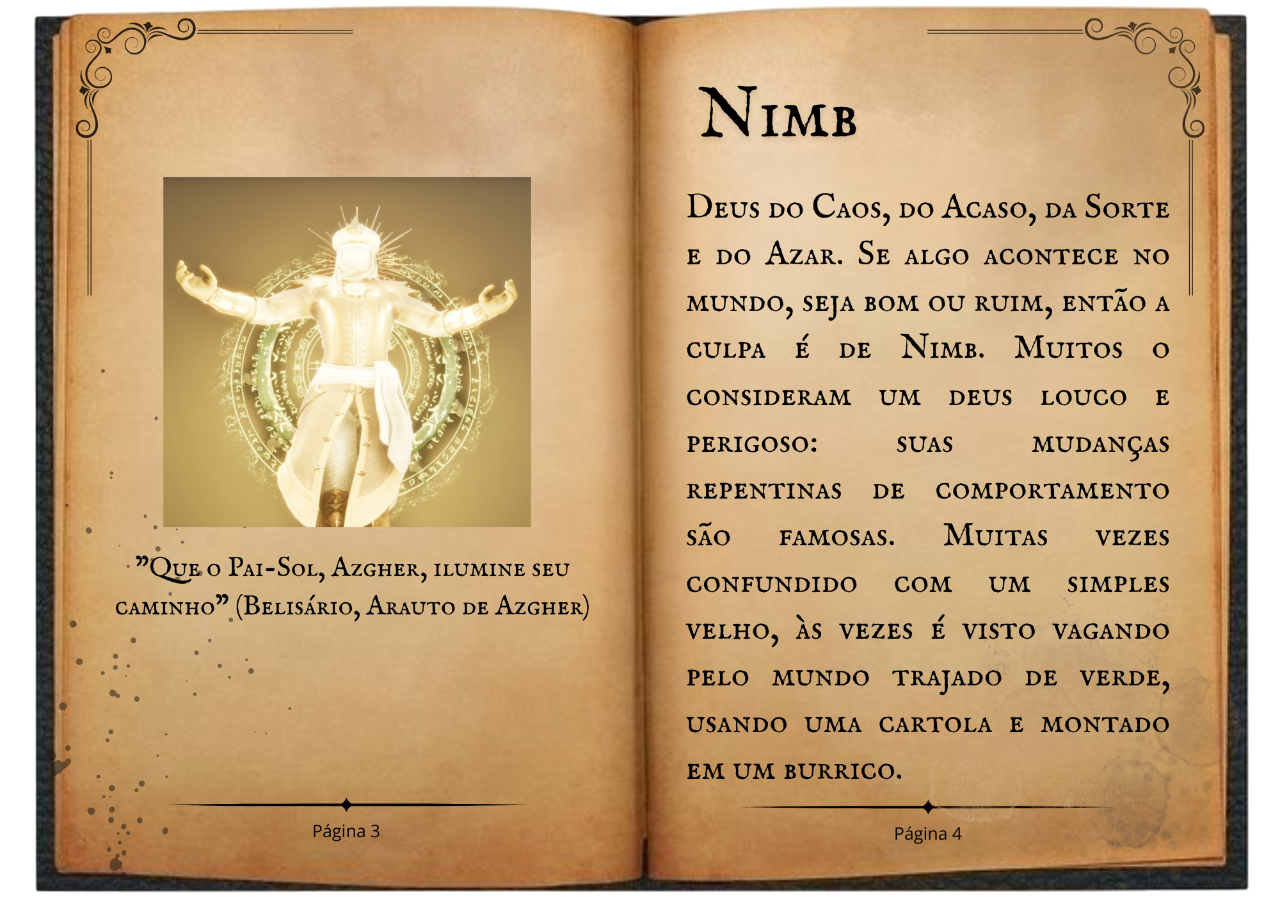 "Que o Pai-Sol, Azgher, ilumine seu
caminho" (Belisário, Arauto de Azgher)
Página 3
Nimb
Deus do Caos, do Acaso, da Sorte
e do Azar. Se algo acontece no
mundo, seja bom ou ruim, então a
culpa é de Nimb. Muitos o
consideram um deus louco e
perigoso: suas mudanças
repentinas de comportamento
são famosas. Muitas vezes
confundido com um simples
velho, às vezes é visto vagando
pelo mundo trajado de verde,
usando uma cartola e montado
em um burrico.
Página 4